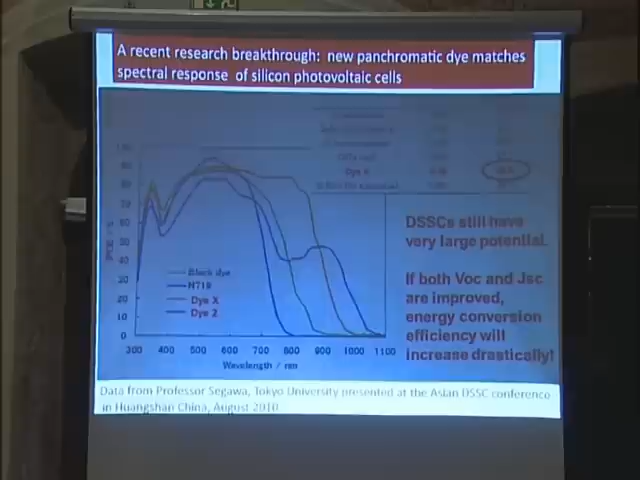 A recent research breakthrough: new panchromatic dye matches
spectral response of silicon photovoltaic cells
Dye X
DSSCs still have
very large potential.
If both Voc and Jsc
are improved,
energy conversion
efficiency will
increase drastically!
90
80
70
60
50
40
30
20
10
0
Black dye
N719
Dye X
Dye 2
300 400 500 600 700 800 900 1000 1100
Wavelength / nm
Data from Professor Segawa, Tokyo University presented at the Asian DSSC conference
in Huangshan China, August 2010